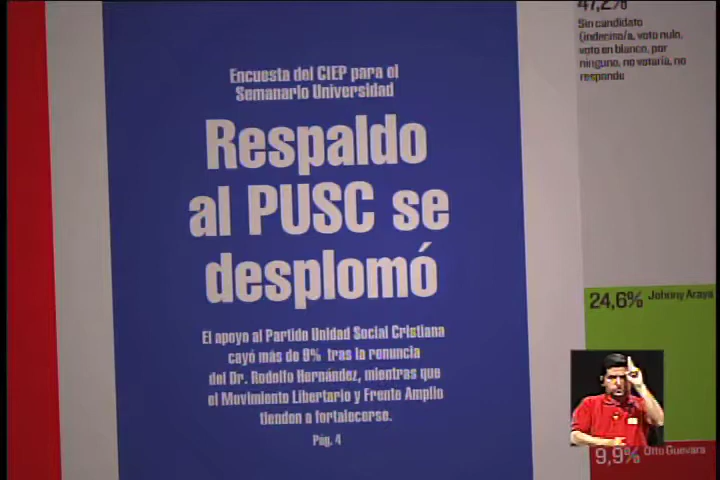 Encuesta del CIEP para el
Semanario Universidad
Respaldo
al PUSC se
desplomó
El apoyo al Partido Unidad Social Cristiana
cayó más de 9% tras la renuncia
del Dr. Rodolfo Hernández, mientras que
el Movimiento Libertario y Frente Amplio
tienden a fortalecerse.
Pág. 4
47,2%
Sin candidato
(indeciso/a, voto nulo,
voto en blanco, por
ninguno, no votaría, no
responde
24,6% Johnny Araya
9,9% Otto Guevara